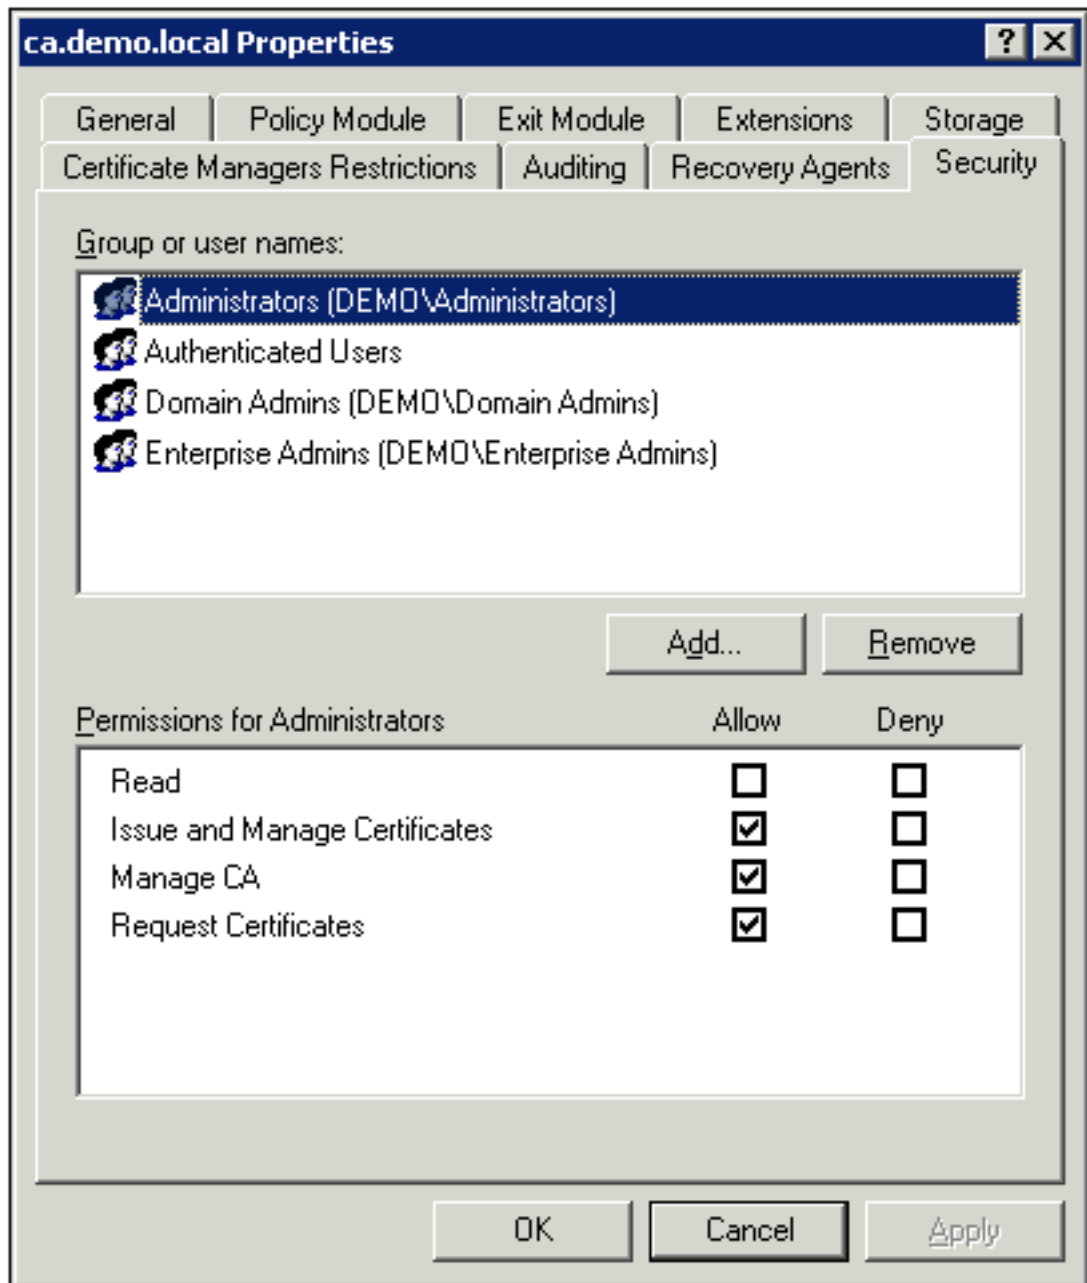 ca.demo.local Properties
General Policy Module Exit Module Extensions Storage
Certificate Managers Restrictions Auditing Recovery Agents Security
Group or user names:
Administrators (DEMO\Administrators)
Authenticated Users
Domain Admins (DEMO\Domain Admins)
Enterprise Admins (DEMO\Enterprise Admins)
Add... Remove
Permissions for Administrators Allow Deny
Read
Issue and Manage Certificates
Manage CA
Request Certificates
OK Cancel Apply